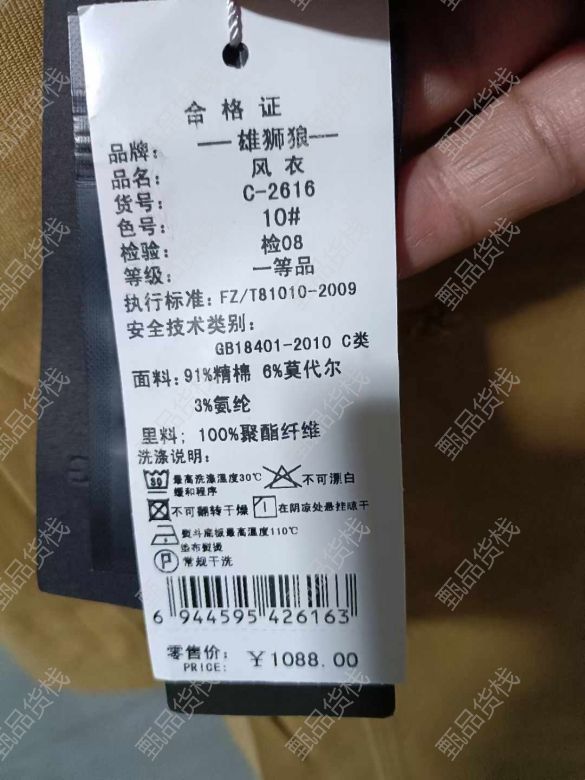 合格证
品牌： —雄狮狼—
品名： 风衣
货号： C-2616
色号： 10#
检验： 检08
等级： 一等品
执行标准：FZ/T81010-2009
安全技术类别：
GB18401-2010 C类
面料：91%精棉 6%莫代尔
3%氨纶
里料：100%聚酯纤维
洗涤说明：
30 最高洗涤温度30℃ 不可漂白
缓和程序
不可翻转干燥 在阴凉处悬挂晾干
熨斗底板最高温度110℃
垫布熨烫
P 常规干洗
6 944595 426163
零售价： ￥1088.00
PRICE:
甄品货栈